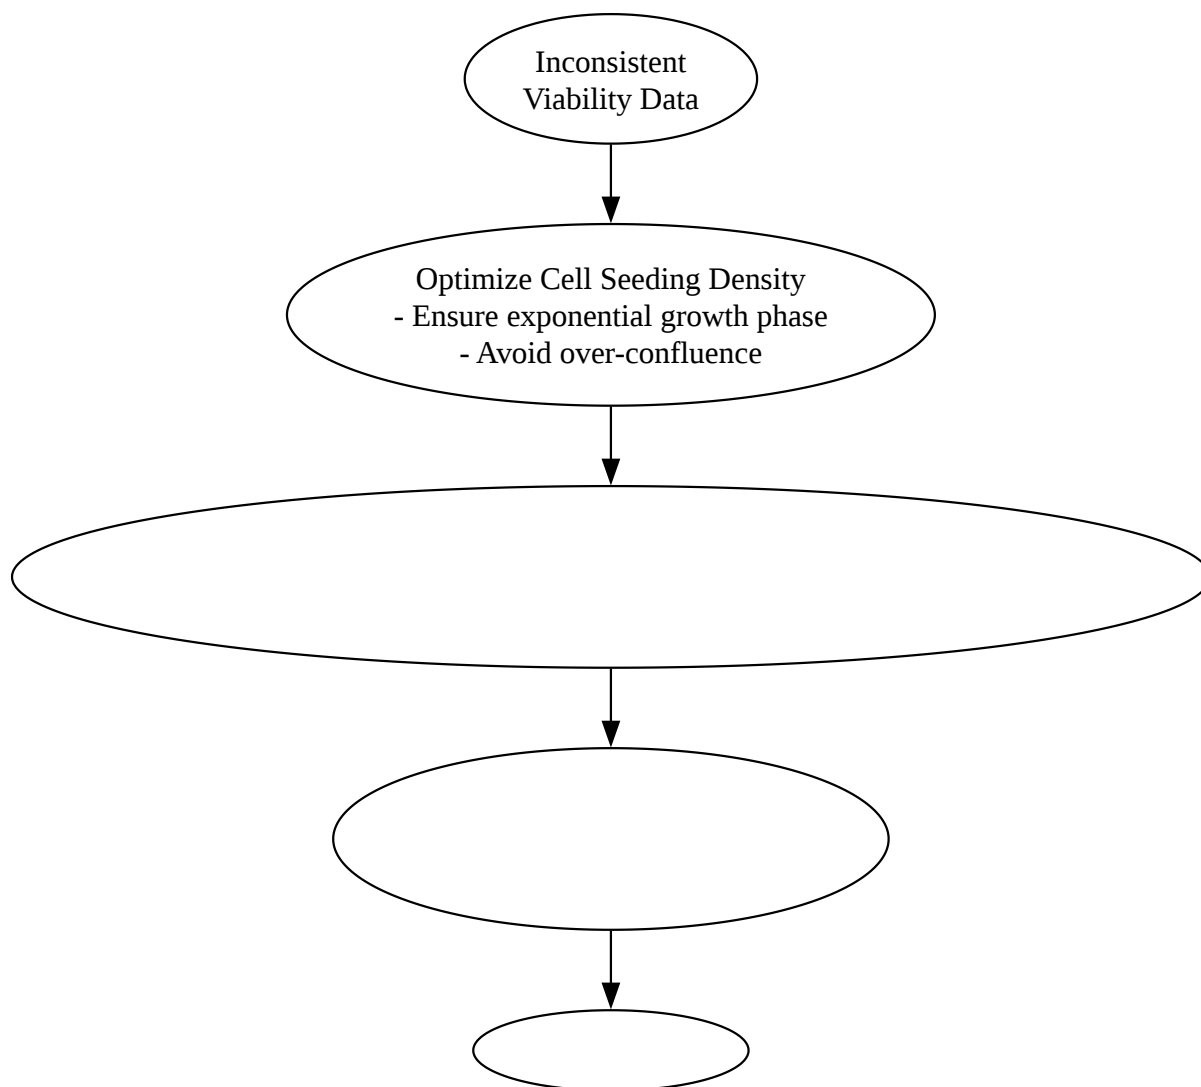 Inconsistent
Viability Data
Optimize Cell Seeding Density
- Ensure exponential growth phase
- Avoid over-confluence